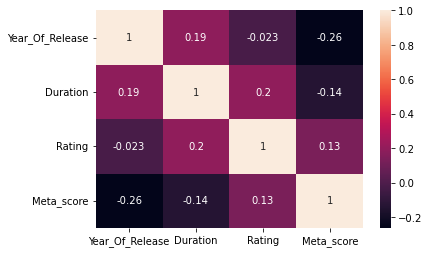 Year_Of_Release 1 0.19 -0.023 -0.26
Duration 0.19 1 0.2 -0.14
Rating -0.023 0.2 1 0.13
Meta_score -0.26 -0.14 0.13 1
Year_Of_Release Duration Rating Meta_score
1.0
0.8
0.6
0.4
0.2
0.0
−0.2